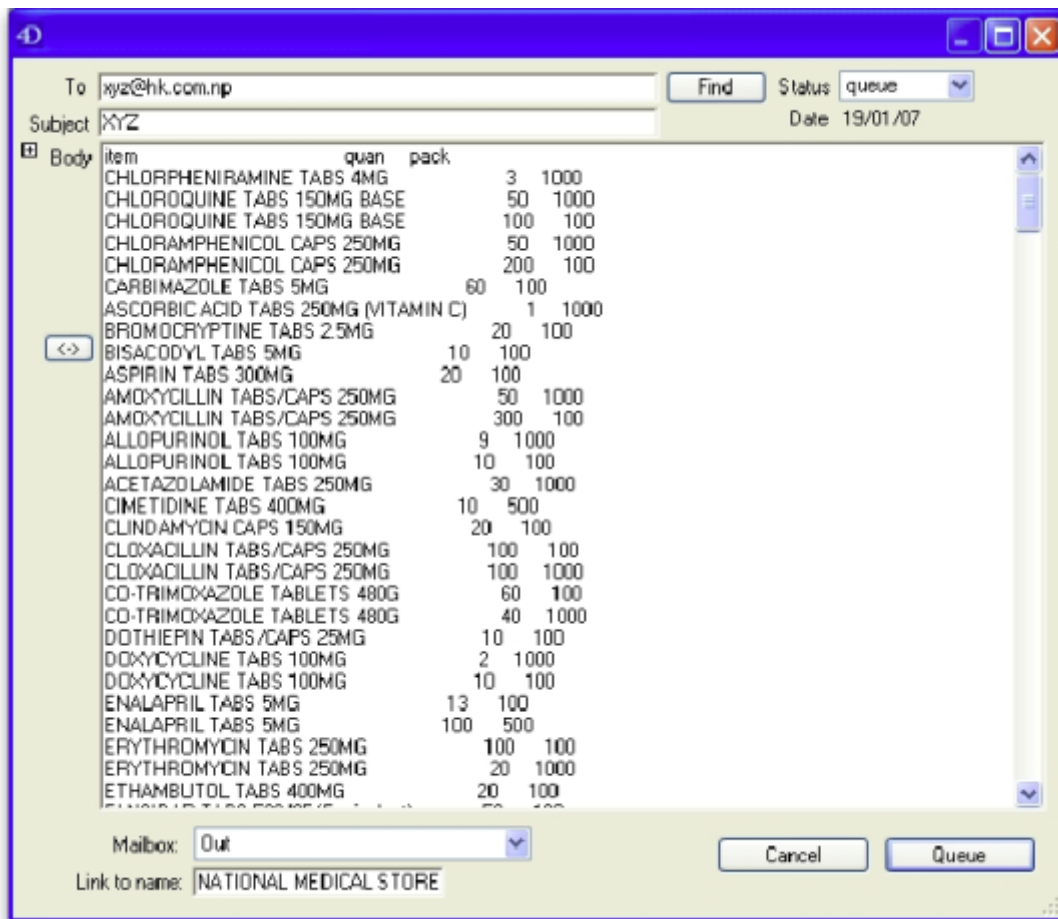 4D
To xyz@hk.com.np Find Status queue
Subject XYZ Date 19/01/07
Body item quan pack
CHLORPHENIRAMINE TABS 4MG 3 1000
CHLOROQUINE TABS 150MG BASE 50 1000
CHLOROQUINE TABS 150MG BASE 100 100
CHLORAMPHENICOL CAPS 250MG 50 1000
CHLORAMPHENICOL CAPS 250MG 200 100
CARBIMAZOLE TABS 5MG 60 100
ASCORBIC ACID TABS 250MG (VITAMIN C) 1 1000
BROMOCRYPTINE TABS 2.5MG 20 100
<-> BISACODYL TABS 5MG 10 100
ASPIRIN TABS 300MG 20 100
AMOXYCILLIN TABS/CAPS 250MG 50 1000
AMOXYCILLIN TABS/CAPS 250MG 300 100
ALLOPURINOL TABS 100MG 9 1000
ALLOPURINOL TABS 100MG 10 100
ACETAZOLAMIDE TABS 250MG 30 1000
CIMETIDINE TABS 400MG 10 500
CLINDAMYCIN CAPS 150MG 20 100
CLOXACILLIN TABS/CAPS 250MG 100 100
CLOXACILLIN TABS/CAPS 250MG 100 1000
CO-TRIMOXAZOLE TABLETS 480G 60 100
CO-TRIMOXAZOLE TABLETS 480G 40 1000
DOTHIEPIN TABS/CAPS 25MG 10 100
DOXYCYCLINE TABS 100MG 2 1000
DOXYCYCLINE TABS 100MG 10 100
ENALAPRIL TABS 5MG 13 100
ENALAPRIL TABS 5MG 100 500
ERYTHROMYCIN TABS 250MG 100 100
ERYTHROMYCIN TABS 250MG 20 1000
ETHAMBUTOL TABS 400MG 20 100
Mailbox: Out Cancel Queue
Link to name: NATIONAL MEDICAL STORE